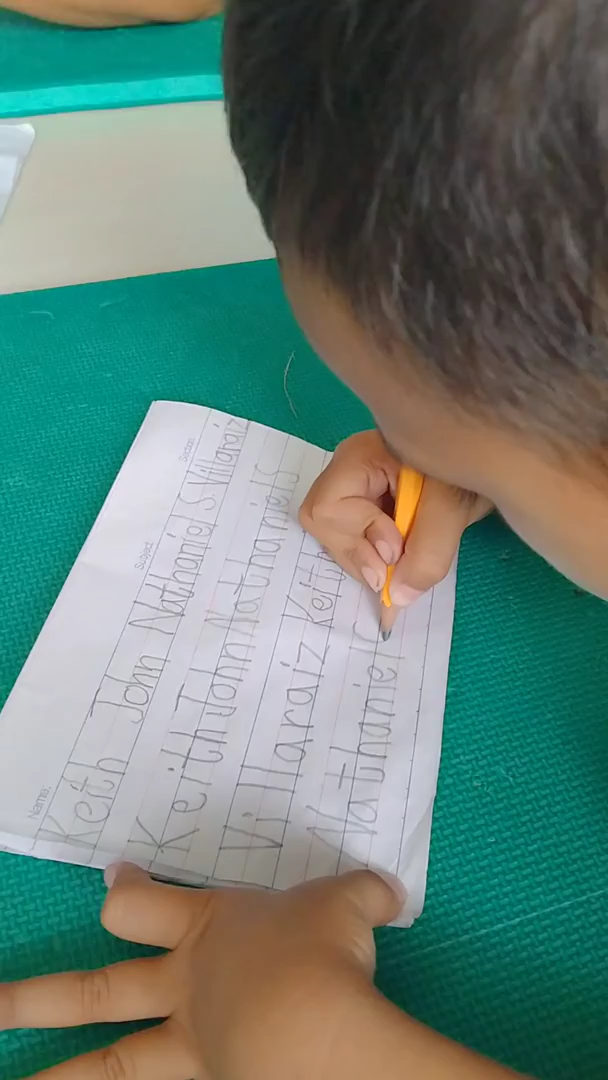 Name: Subject: Section:
Keith John Nathaniel S. Villaraiz
Keith John Nathaniel S
Villaraiz Keith
Nathaniel S